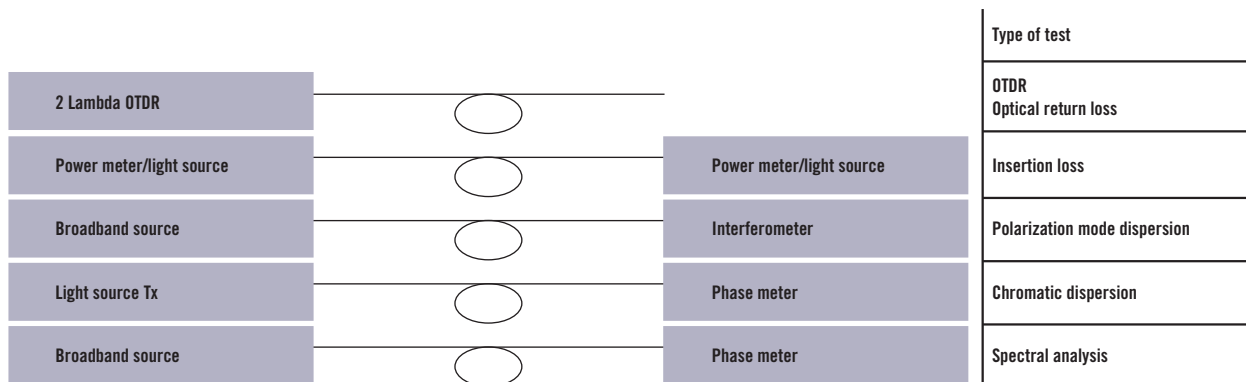 Type of test
2 Lambda OTDR
OTDR
Optical return loss
Power meter/light source
Power meter/light source
Insertion loss
Broadband source
Interferometer
Polarization mode dispersion
Light source Tx
Phase meter
Chromatic dispersion
Broadband source
Phase meter
Spectral analysis